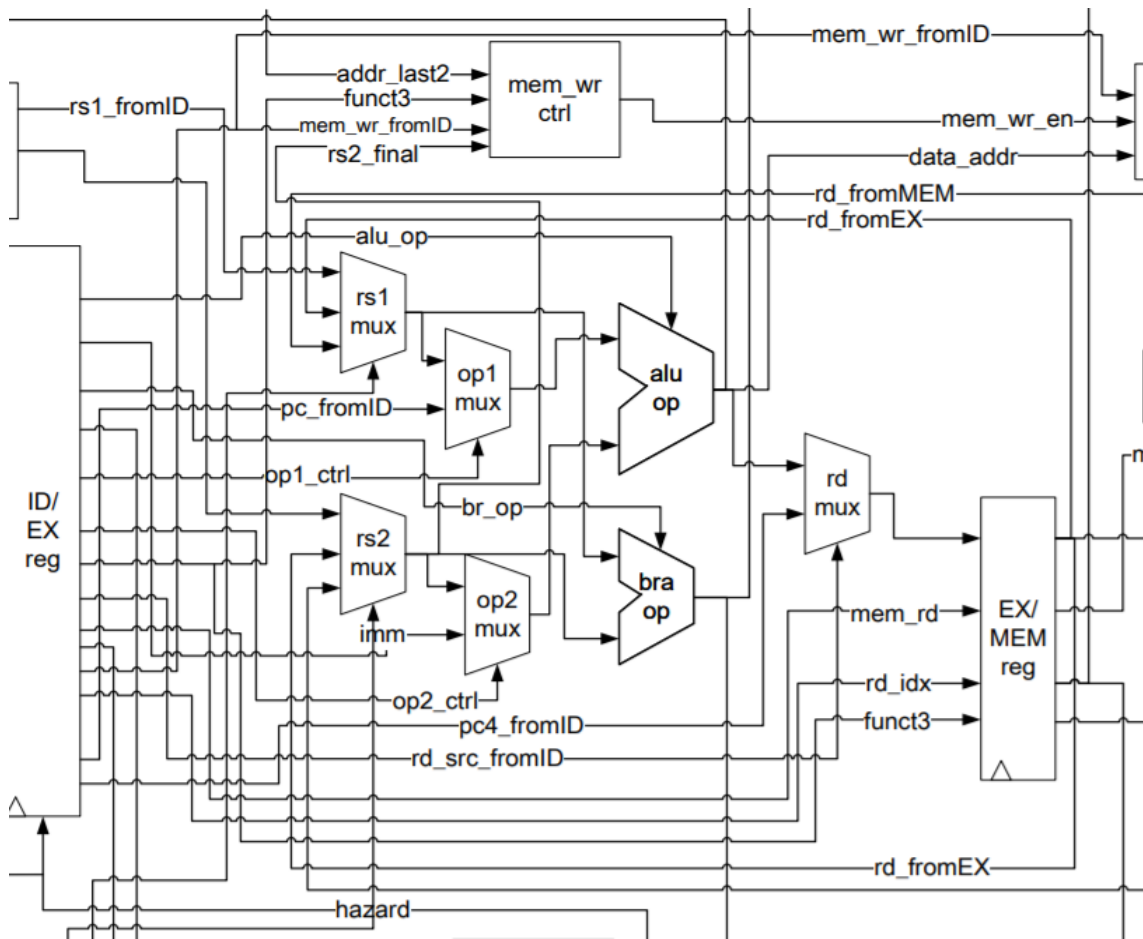 mem_wr_fromID
addr_last2
mem_wr
ctrl
rs1_fromID
funct3
mem_wr_fromID
mem_wr_en
rs2_final
data_addr
rd_fromMEM
rd_fromEX
alu_op
rs1
mux
op1
mux
alu
op
pc_fromID
rd
mux
op1_ctrl
ID/
EX
reg
br_op
rs2
mux
bra
op
op2
mux
imm
EX/
MEM
reg
mem_rd
op2_ctrl
rd_idx
pc4_fromID
funct3
rd_src_fromID
rd_fromEX
hazard